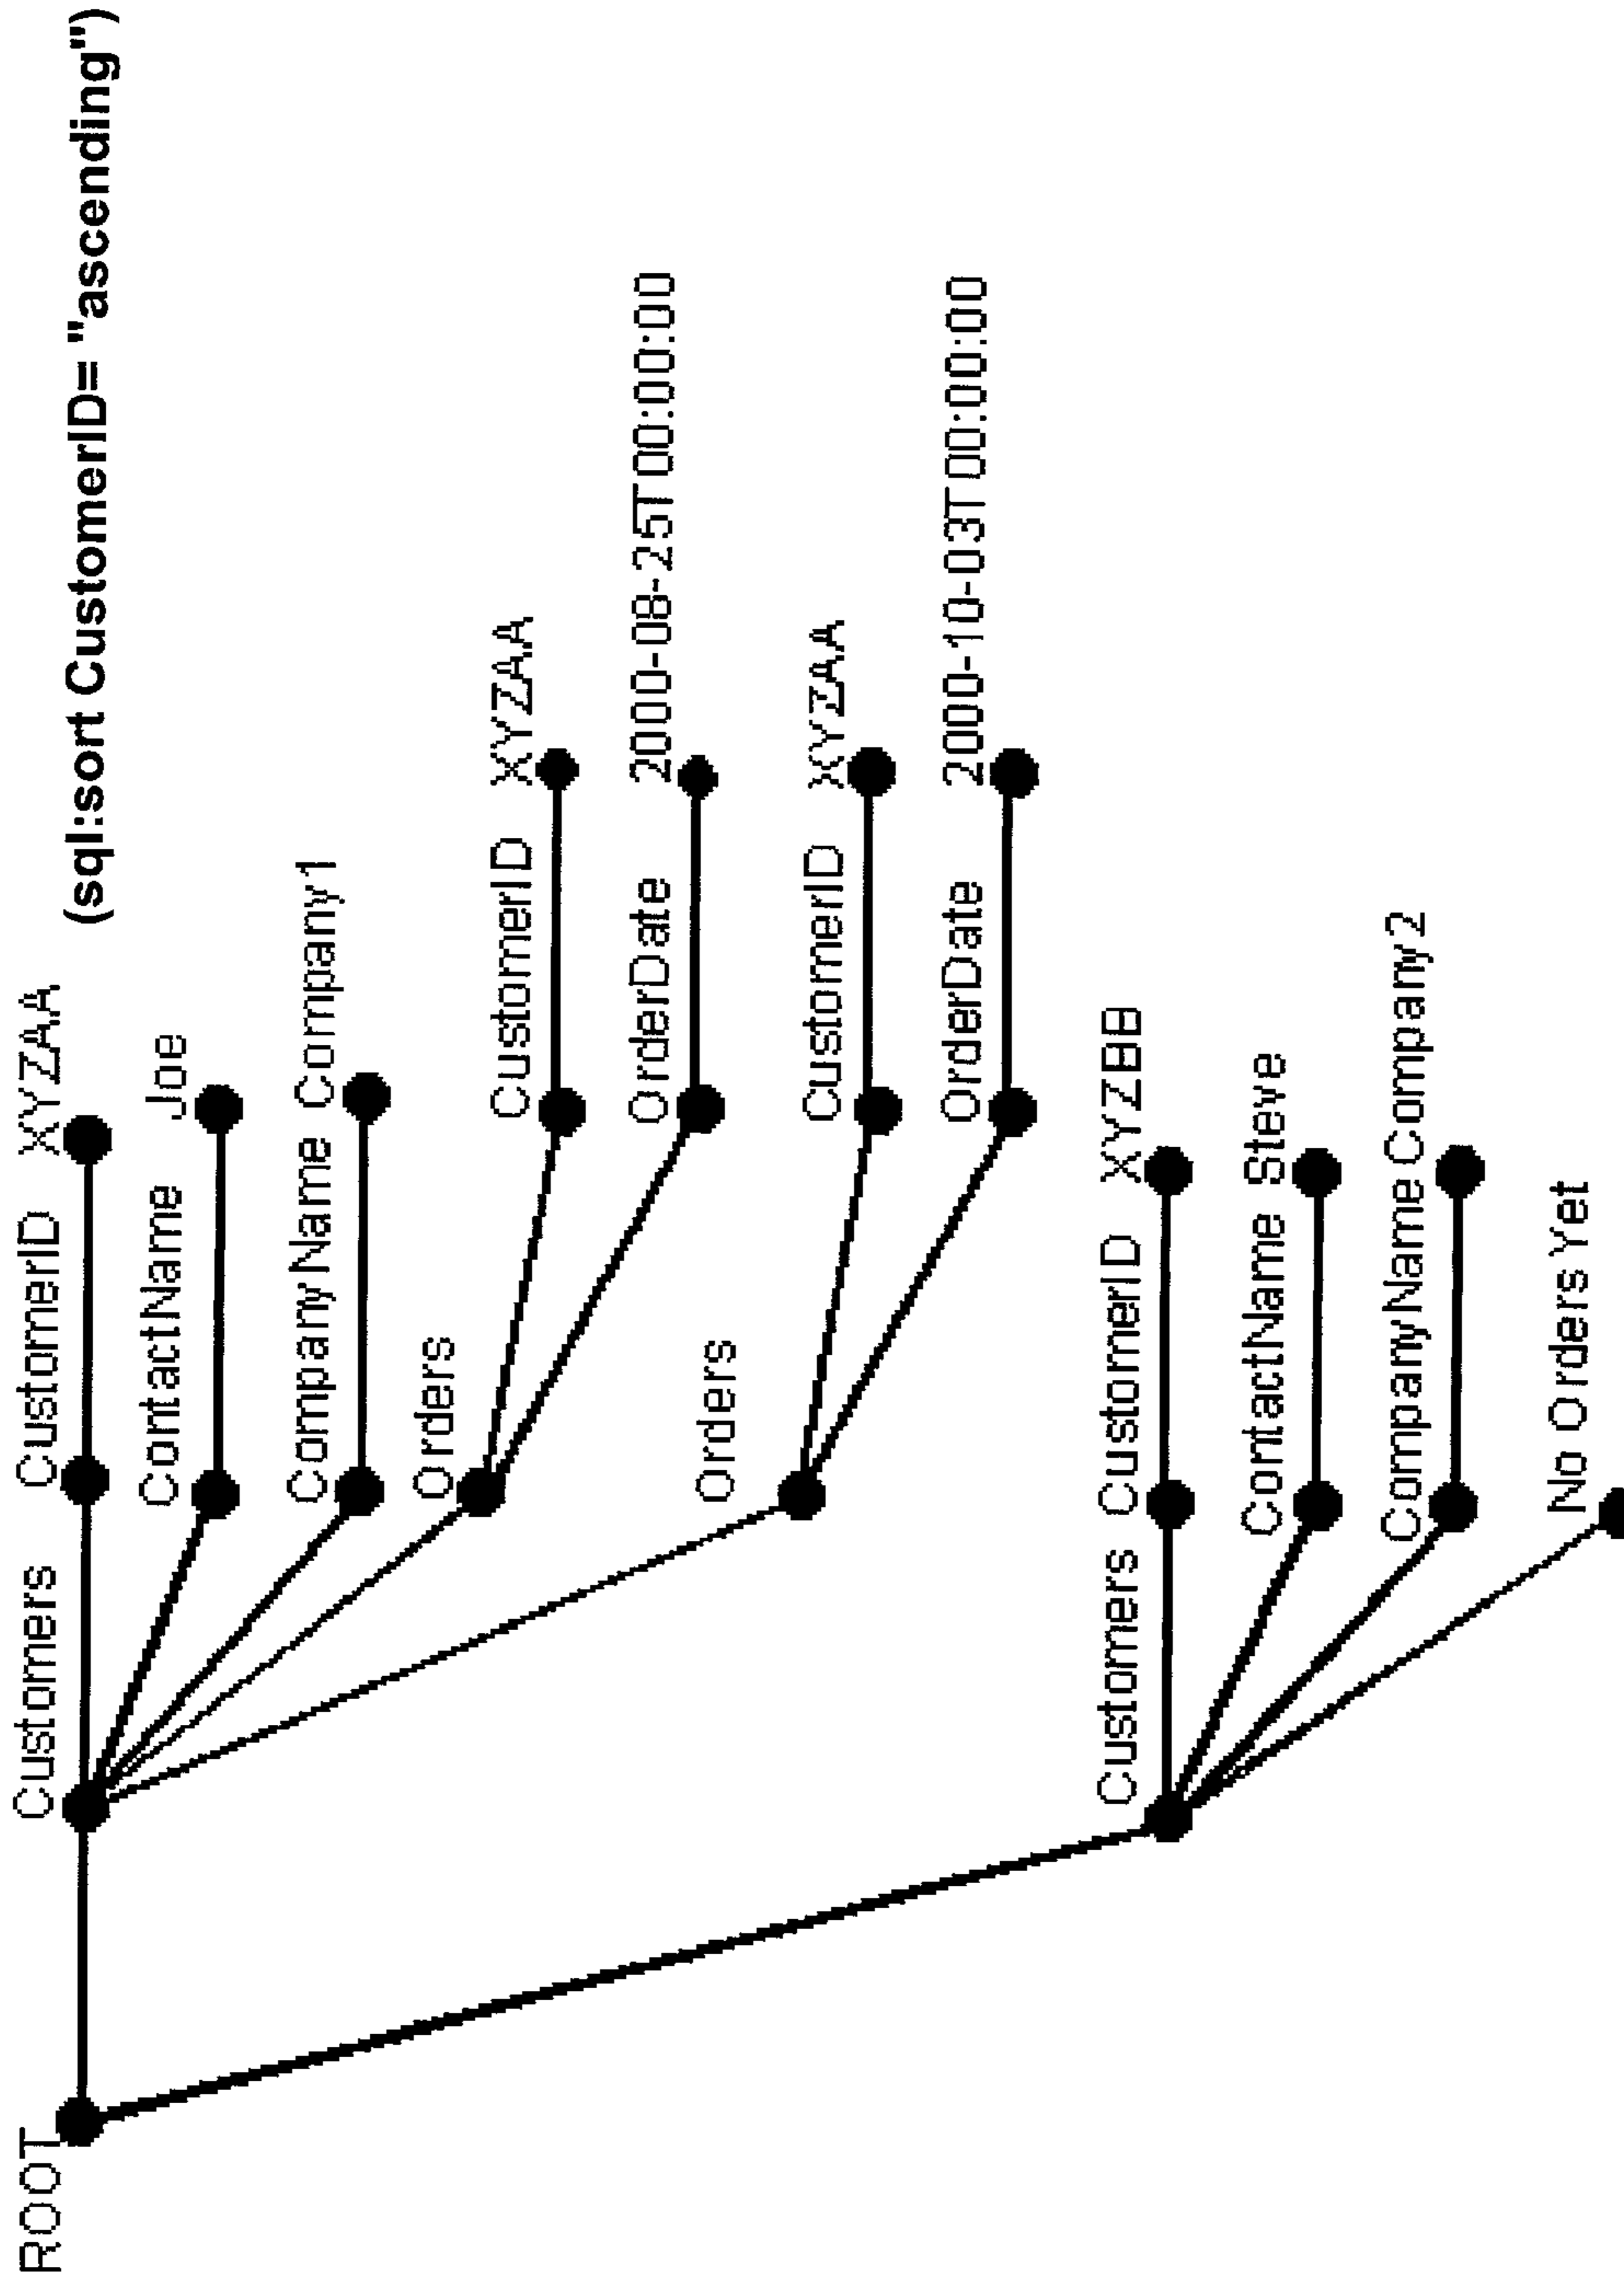 ROOT Customers CustomerID XYZAA (sql:sort CustomerID= "ascending")
ContactName Joe
CompanyName Company1
Orders
CustomerID XYZAA
OrderDate 2000-08-25T00:00:00
Orders
CustomerID XYZAA
OrderDate 2000-10-03T00:00:00
Customers CustomerID XYZBB
ContactName Steve
CompanyName Company2
No Orders Yet